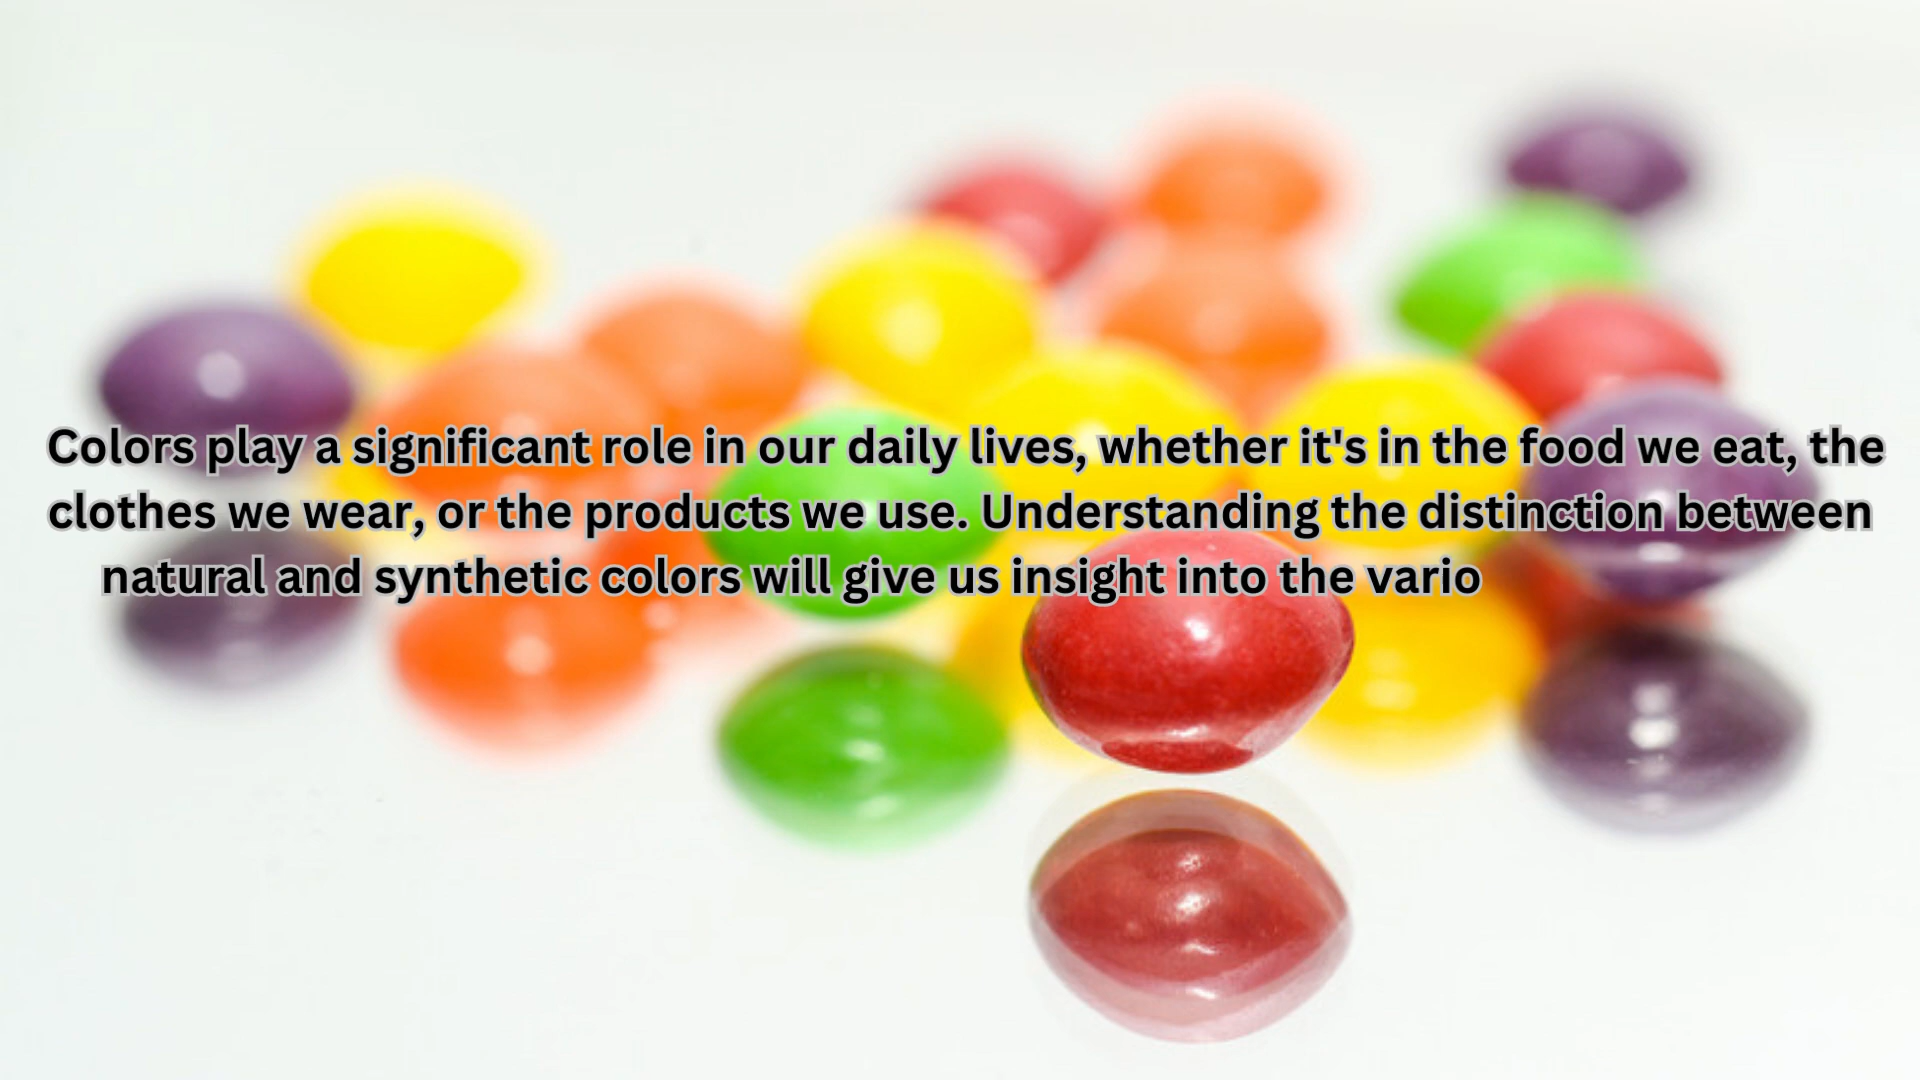 Colors play a significant role in our daily lives, whether it's in the food we eat, the
clothes we wear, or the products we use. Understanding the distinction between
natural and synthetic colors will give us insight into the vario